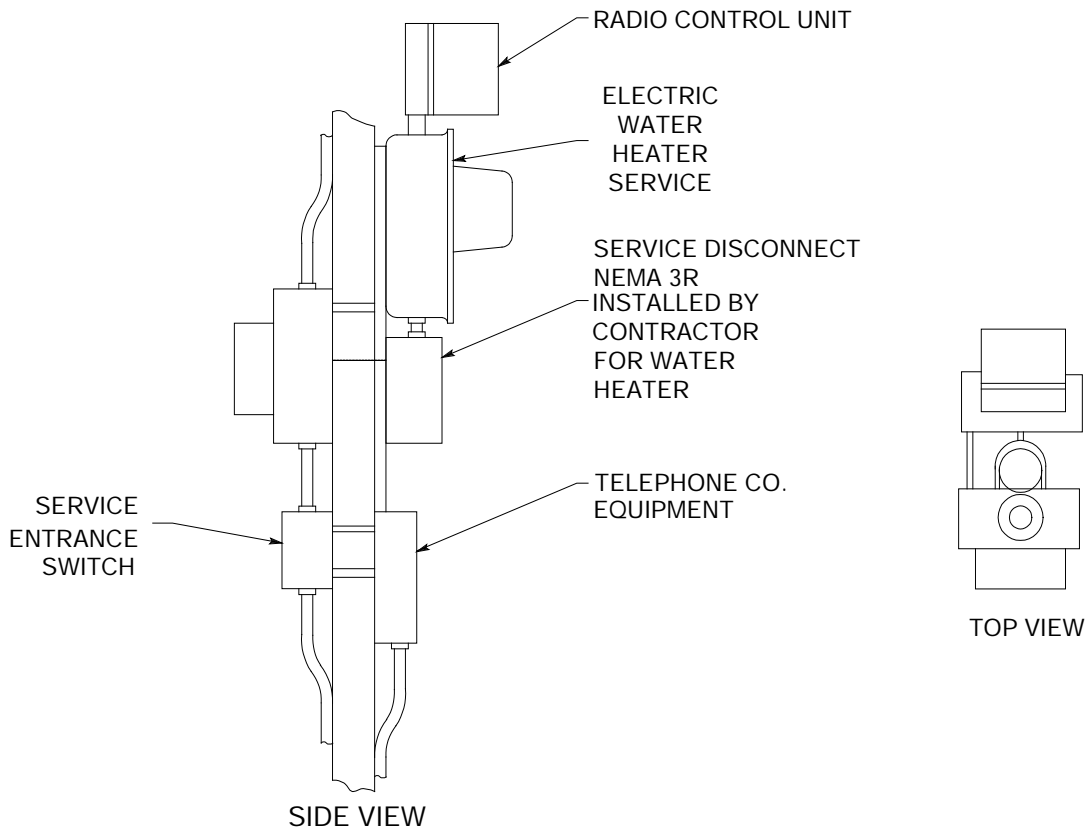 RADIO CONTROL UNIT
ELECTRIC
WATER
HEATER
SERVICE
SERVICE DISCONNECT
NEMA 3R
INSTALLED BY
CONTRACTOR
FOR WATER
HEATER
TELEPHONE CO.
EQUIPMENT
SERVICE
ENTRANCE
SWITCH
SIDE VIEW
TOP VIEW